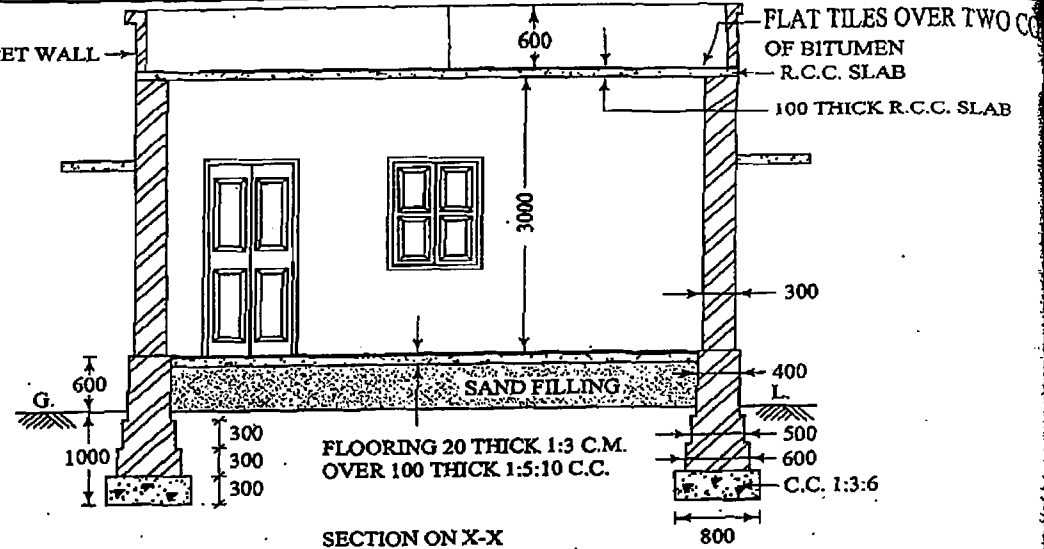 ET WALL
600
FLAT TILES OVER TWO CO
OF BITUMEN
R.C.C. SLAB
100 THICK R.C.C. SLAB
3000
300
600
SAND FILLING
400
G.
L.
1000
300
300
300
FLOORING 20 THICK 1:3 C.M.
OVER 100 THICK 1:5:10 C.C.
500
600
C.C. 1:3:6
SECTION ON X-X
800